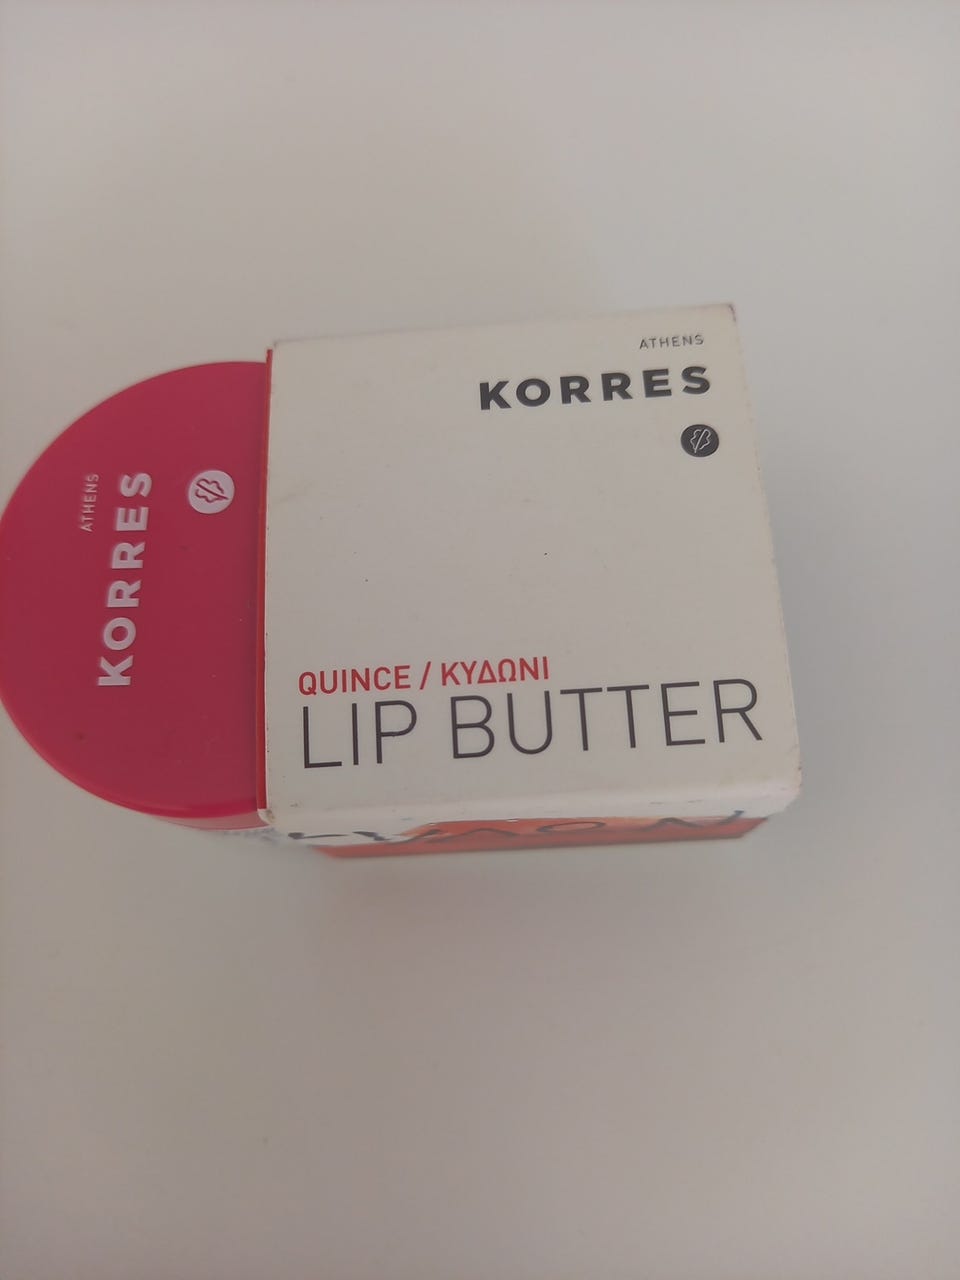 ATHENS
KORRES
QUINCE / ΚΥΔΩΝΙ
LIP BUTTER
ATHENS
KORRES